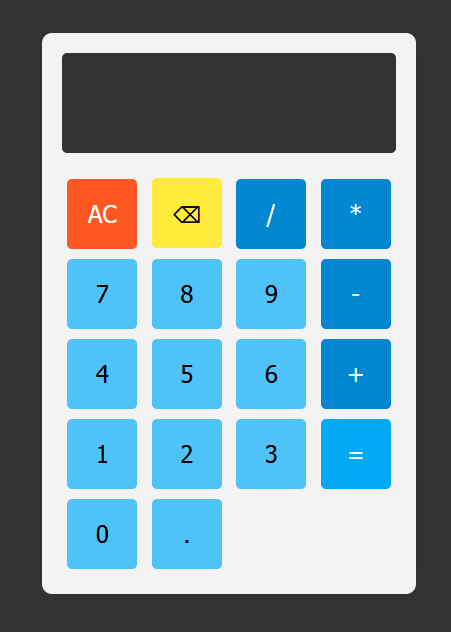 AC ⌫ / *
7 8 9 -
4 5 6 +
1 2 3 =
0 .